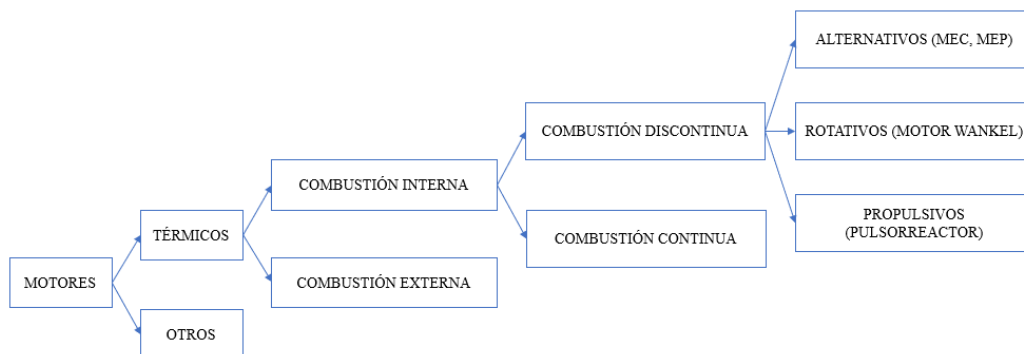 MOTORES
TÉRMICOS
OTROS
COMBUSTIÓN INTERNA
COMBUSTIÓN EXTERNA
COMBUSTIÓN DISCONTINUA
COMBUSTIÓN CONTINUA
ALTERNATIVOS (MEC, MEP)
ROTATIVOS (MOTOR WANKEL)
PROPULSIVOS
(PULSORREACTOR)